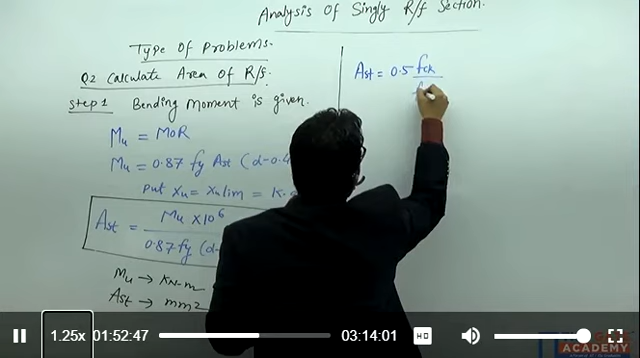 Analysis Of Singly R/f Section.
Type Of Problems.
Q2 Calculate Area of R/f.
Step 1 Bending Moment is given.
Mu = MOR
Mu = 0.87 fy Ast (d-0.4
put Xu = Xulim = K.
Ast = Mu X10^6
0.87 fy (d-
Mu → KN-m
Ast → mm2
Ast = 0.5 fck
1.25x 01:52:47 03:14:01 HD
ACADEMY